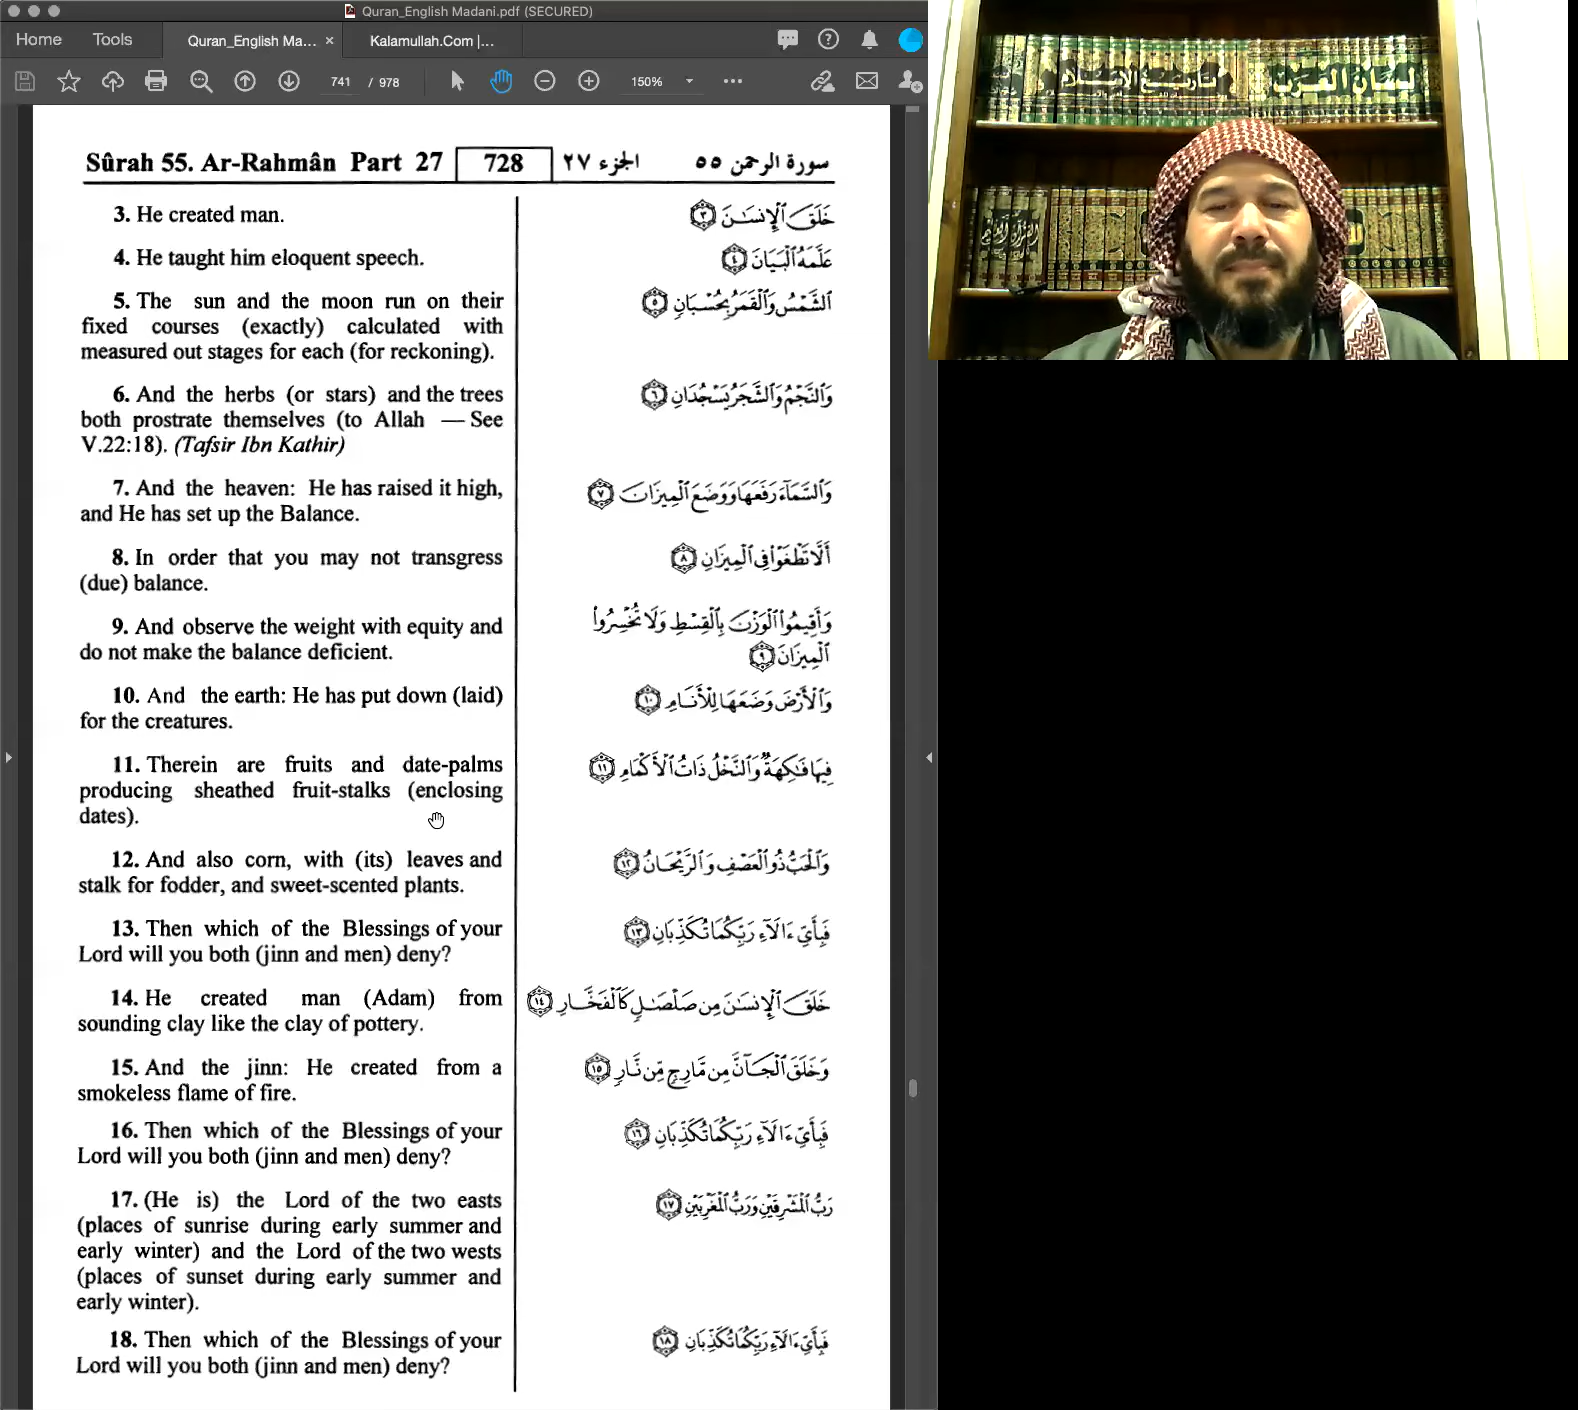 Quran_English Madani.pdf (SECURED)
Home Tools Quran_English Ma... × Kalamullah.Com |...
741 / 978 150%
Sûrah 55. Ar-Rahmân Part 27 728 الجزء ٢٧ سورة الرحمن ٥٥
3. He created man.
خَلَقَ ٱلْإِنسَـٰنَ ٣
4. He taught him eloquent speech.
عَلَّمَهُ ٱلْبَيَانَ ٤
5. The sun and the moon run on their
fixed courses (exactly) calculated with
measured out stages for each (for reckoning).
ٱلشَّمْسُ وَٱلْقَمَرُ بِحُسْبَانٍ ٥
6. And the herbs (or stars) and the trees
both prostrate themselves (to Allah — See
V.22:18). (Tafsir Ibn Kathir)
وَٱلنَّجْمُ وَٱلشَّجَرُ يَسْجُدَانِ ٦
7. And the heaven: He has raised it high,
and He has set up the Balance.
وَٱلسَّمَآءَ رَفَعَهَا وَوَضَعَ ٱلْمِيزَانَ ٧
8. In order that you may not transgress
(due) balance.
أَلَّا تَطْغَوْا۟ فِى ٱلْمِيزَانِ ٨
9. And observe the weight with equity and
do not make the balance deficient.
وَأَقِيمُوا۟ ٱلْوَزْنَ بِٱلْقِسْطِ وَلَا تُخْسِرُوا۟
ٱلْمِيزَانَ ٩
10. And the earth: He has put down (laid)
for the creatures.
وَٱلْأَرْضَ وَضَعَهَا لِلْأَنَامِ ١٠
11. Therein are fruits and date-palms
producing sheathed fruit-stalks (enclosing
dates).
فِيهَا فَـٰكِهَةٌ وَٱلنَّخْلُ ذَاتُ ٱلْأَكْمَامِ ١١
12. And also corn, with (its) leaves and
stalk for fodder, and sweet-scented plants.
وَٱلْحَبُّ ذُو ٱلْعَصْفِ وَٱلرَّيْحَانُ ١٢
13. Then which of the Blessings of your
Lord will you both (jinn and men) deny?
فَبِأَىِّ ءَالَآءِ رَبِّكُمَا تُكَذِّبَانِ ١٣
14. He created man (Adam) from
sounding clay like the clay of pottery.
خَلَقَ ٱلْإِنسَـٰنَ مِن صَلْصَـٰلٍ كَٱلْفَخَّارِ ١٤
15. And the jinn: He created from a
smokeless flame of fire.
وَخَلَقَ ٱلْجَآنَّ مِن مَّارِجٍ مِّن نَّارٍ ١٥
16. Then which of the Blessings of your
Lord will you both (jinn and men) deny?
فَبِأَىِّ ءَالَآءِ رَبِّكُمَا تُكَذِّبَانِ ١٦
17. (He is) the Lord of the two easts
(places of sunrise during early summer and
early winter) and the Lord of the two wests
(places of sunset during early summer and
early winter).
رَبُّ ٱلْمَشْرِقَيْنِ وَرَبُّ ٱلْمَغْرِبَيْنِ ١٧
18. Then which of the Blessings of your
Lord will you both (jinn and men) deny?
فَبِأَىِّ ءَالَآءِ رَبِّكُمَا تُكَذِّبَانِ ١٨
لسان العرب
تاريخ الإسلام